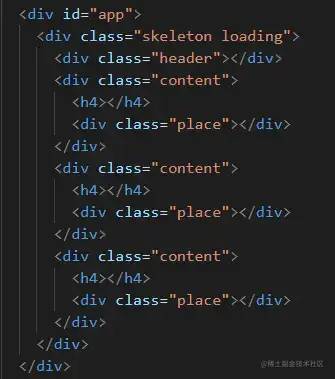 <div id="app">
<div class="skeleton loading">
<div class="header"></div>
<div class="content">
<h4></h4>
<div class="place"></div>
</div>
<div class="content">
<h4></h4>
<div class="place"></div>
</div>
<div class="content">
<h4></h4>
<div class="place"></div>
</div>
</div>
</div>
@稀土掘金技术社区